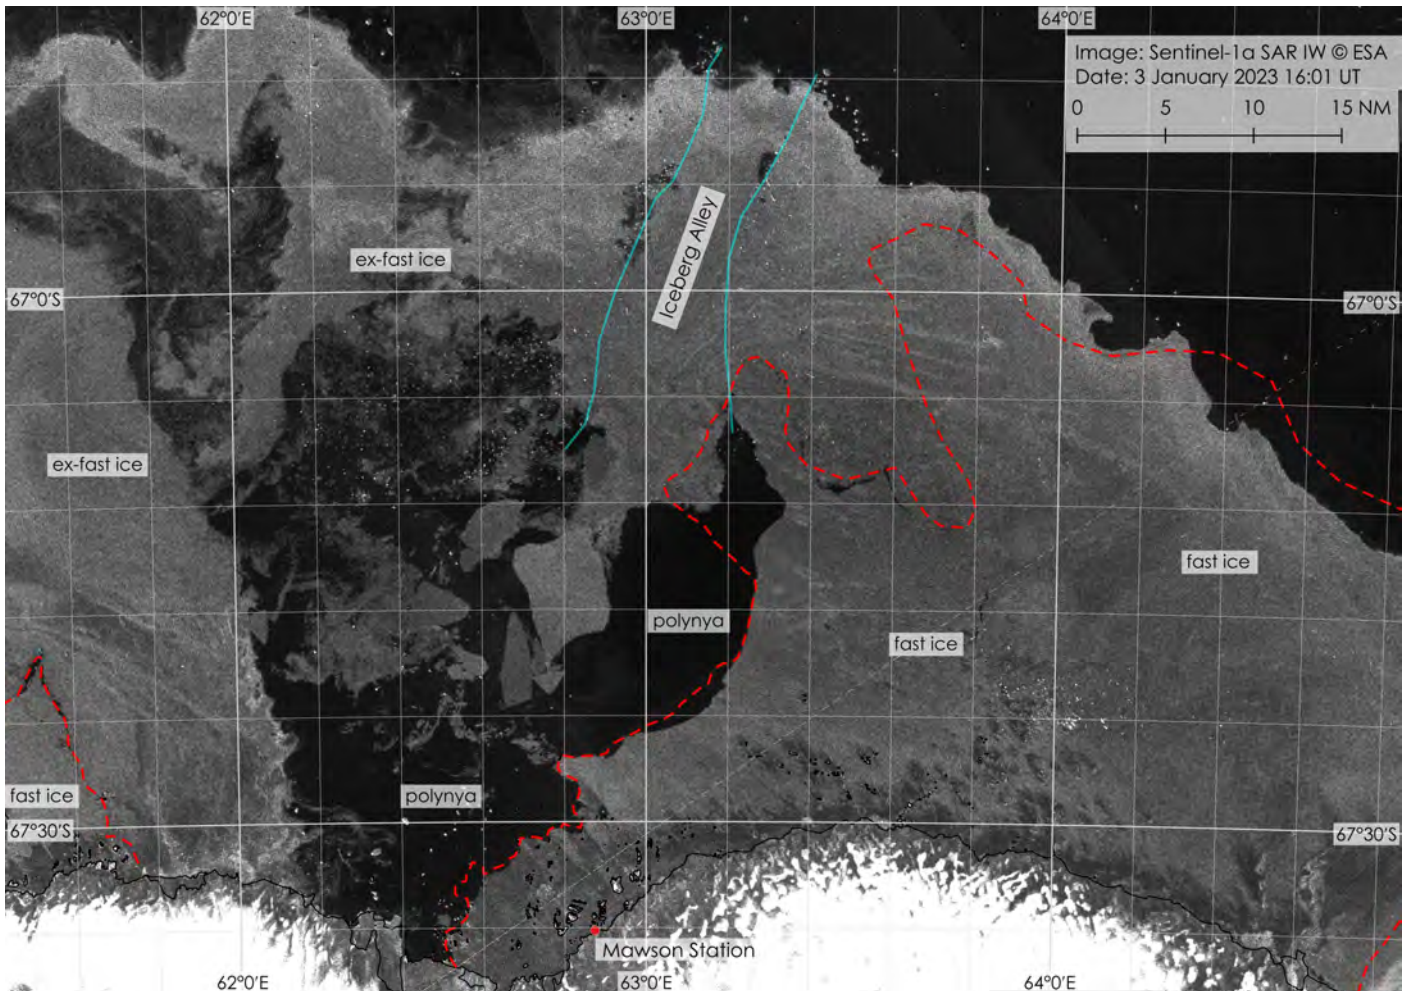 62°0'E
63°0'E
64°0'E
Image: Sentinel-1a SAR IW © ESA
Date: 3 January 2023 16:01 UT
0 5 10 15 NM
Iceberg Alley
ex-fast ice
67°0'S
67°0'S
ex-fast ice
fast ice
polynya
fast ice
fast ice
polynya
67°30'S
67°30'S
Mawson Station
62°0'E
63°0'E
64°0'E